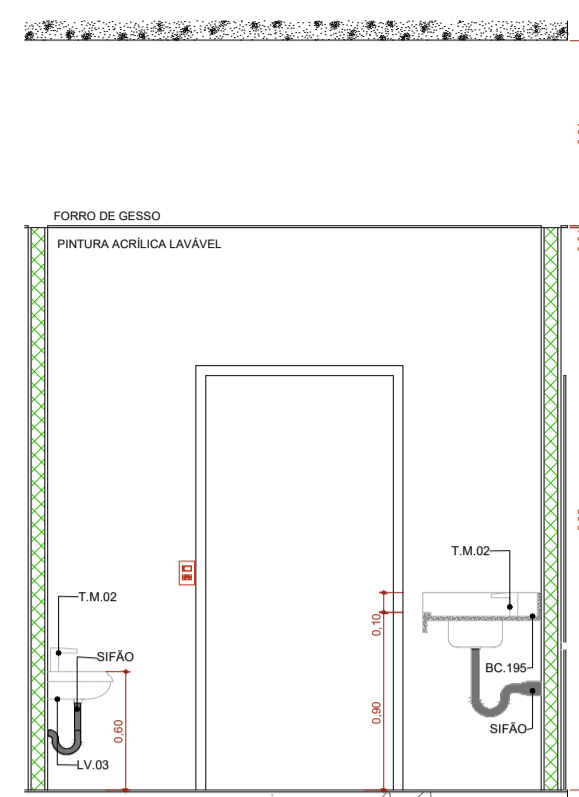 FORRO DE GESSO
PINTURA ACRÍLICA LAVÁVEL
T.M.02
T.M.02
0,10
SIFÃO
BC.195
0,60
0,90
SIFÃO
LV.03